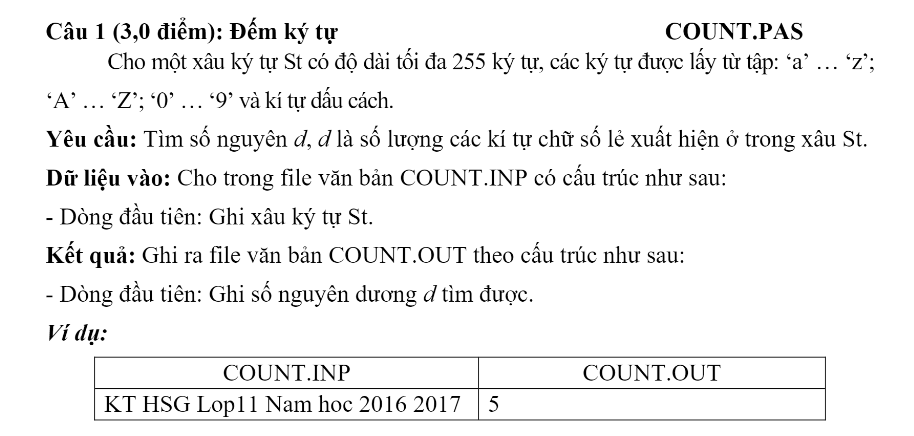 Câu 1 (3,0 điểm): Đếm ký tự COUNT.PAS
Cho một xâu ký tự St có độ dài tối đa 255 ký tự, các ký tự được lấy từ tập: ‘a’ … ‘z’;
‘A’ … ‘Z’; ‘0’ … ‘9’ và kí tự dấu cách.
Yêu cầu: Tìm số nguyên d, d là số lượng các kí tự chữ số lẻ xuất hiện ở trong xâu St.
Dữ liệu vào: Cho trong file văn bản COUNT.INP có cấu trúc như sau:
- Dòng đầu tiên: Ghi xâu ký tự St.
Kết quả: Ghi ra file văn bản COUNT.OUT theo cấu trúc như sau:
- Dòng đầu tiên: Ghi số nguyên dương d tìm được.
Ví dụ:
COUNT.INP COUNT.OUT
KT HSG Lop11 Nam hoc 2016 2017 5